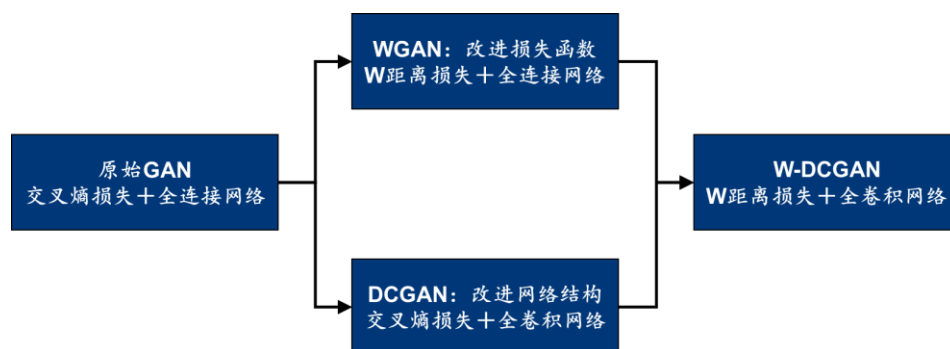 WGAN：改进损失函数
W距离损失＋全连接网络
原始GAN
交叉熵损失＋全连接网络
W-DCGAN
W距离损失＋全卷积网络
DCGAN：改进网络结构
交叉熵损失＋全卷积网络